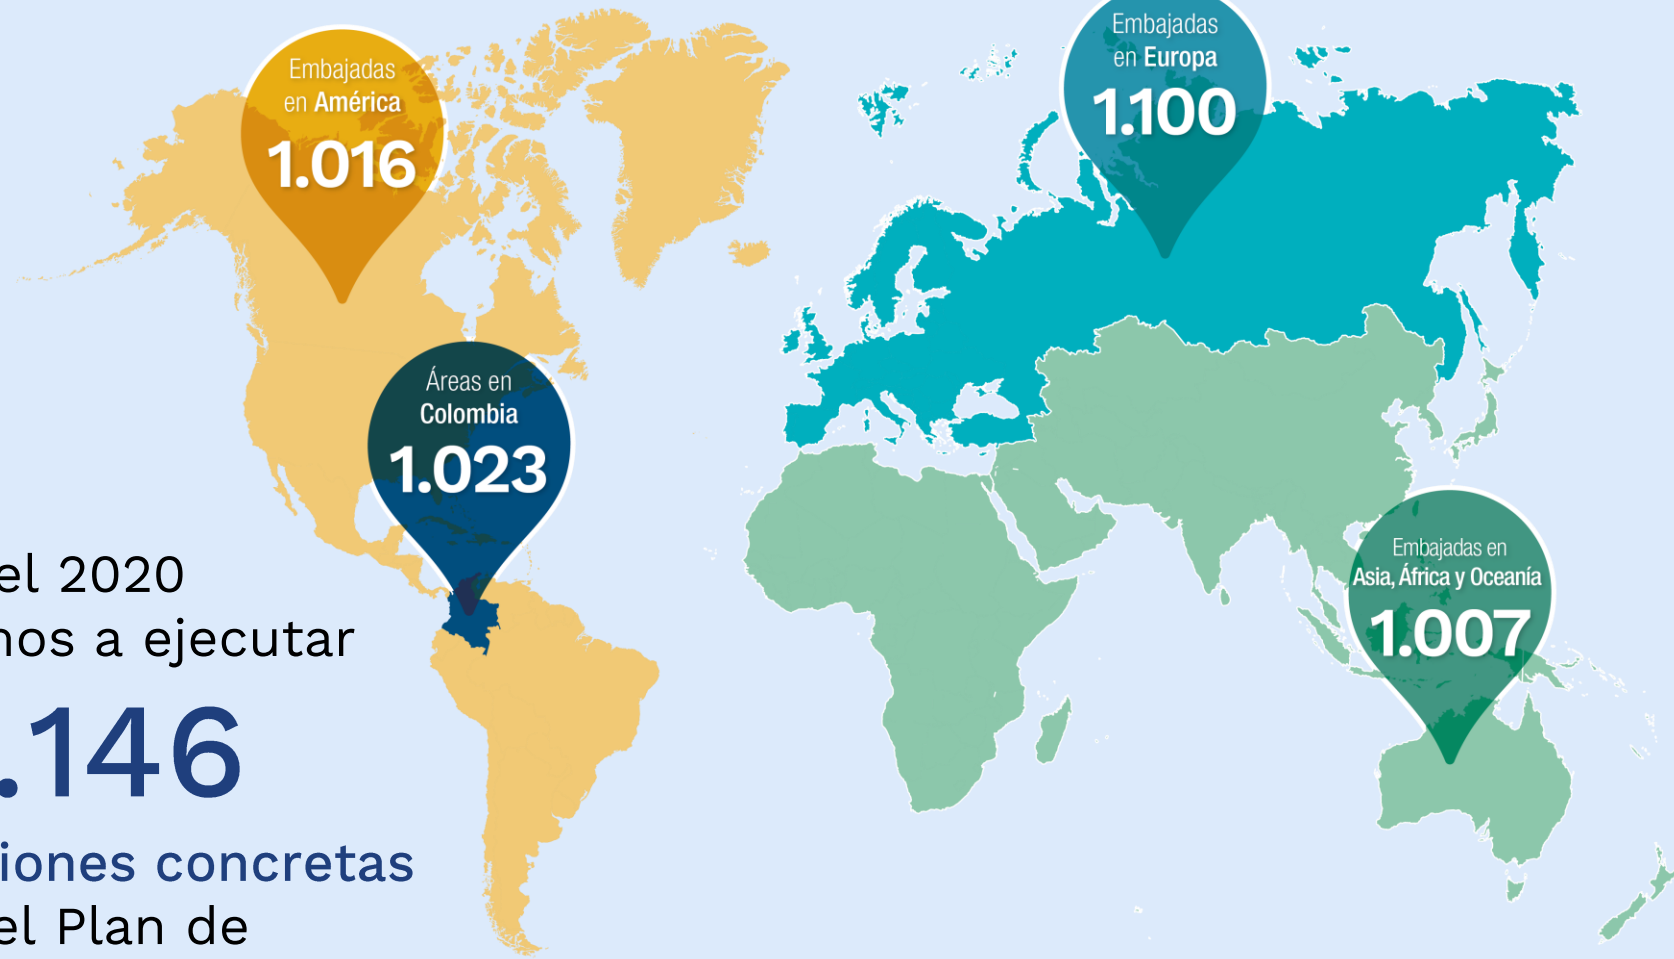 Embajadas
en América
1.016
Embajadas
en Europa
1.100
Áreas en
Colombia
1.023
Embajadas en
Asia, África y Oceanía
1.007
el 2020
nos a ejecutar
.146
iones concretas
el Plan de